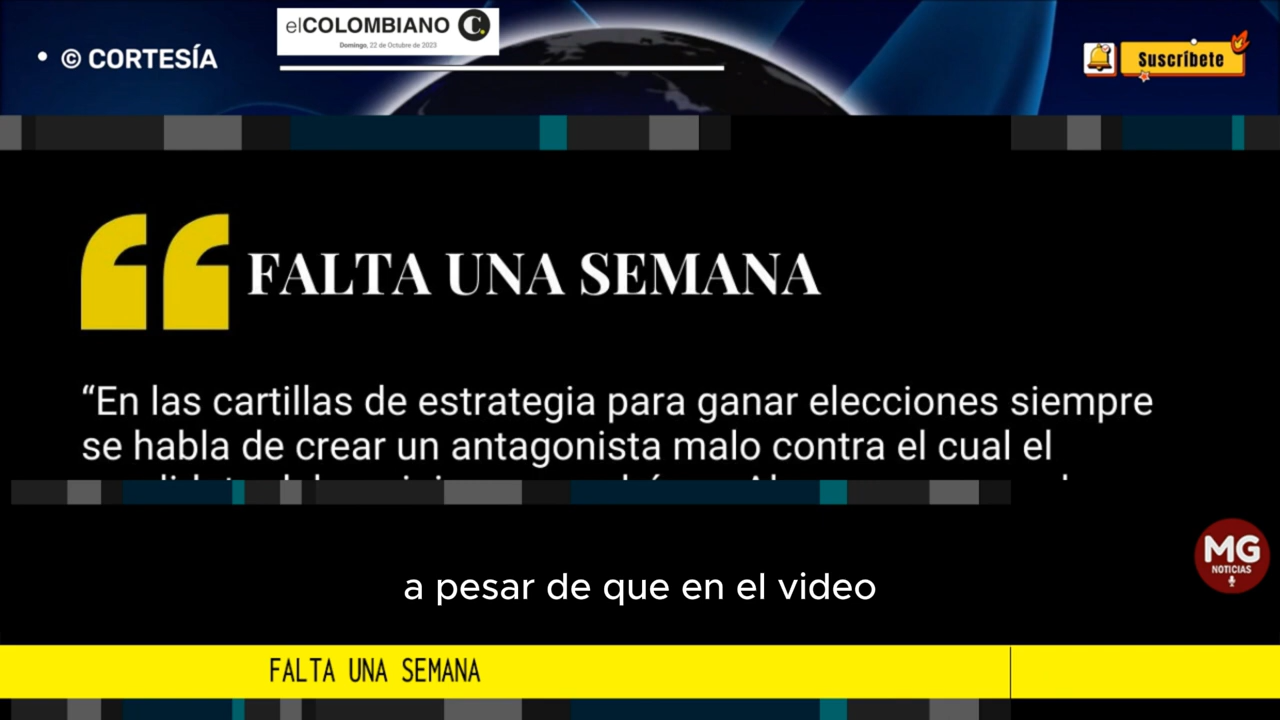 • © CORTESÍA
elCOLOMBIANO C.
Domingo, 22 de Octubre de 2023
Suscríbete
“ FALTA UNA SEMANA
“En las cartillas de estrategia para ganar elecciones siempre
se habla de crear un antagonista malo contra el cual el
MG
NOTICIAS
a pesar de que en el video
FALTA UNA SEMANA